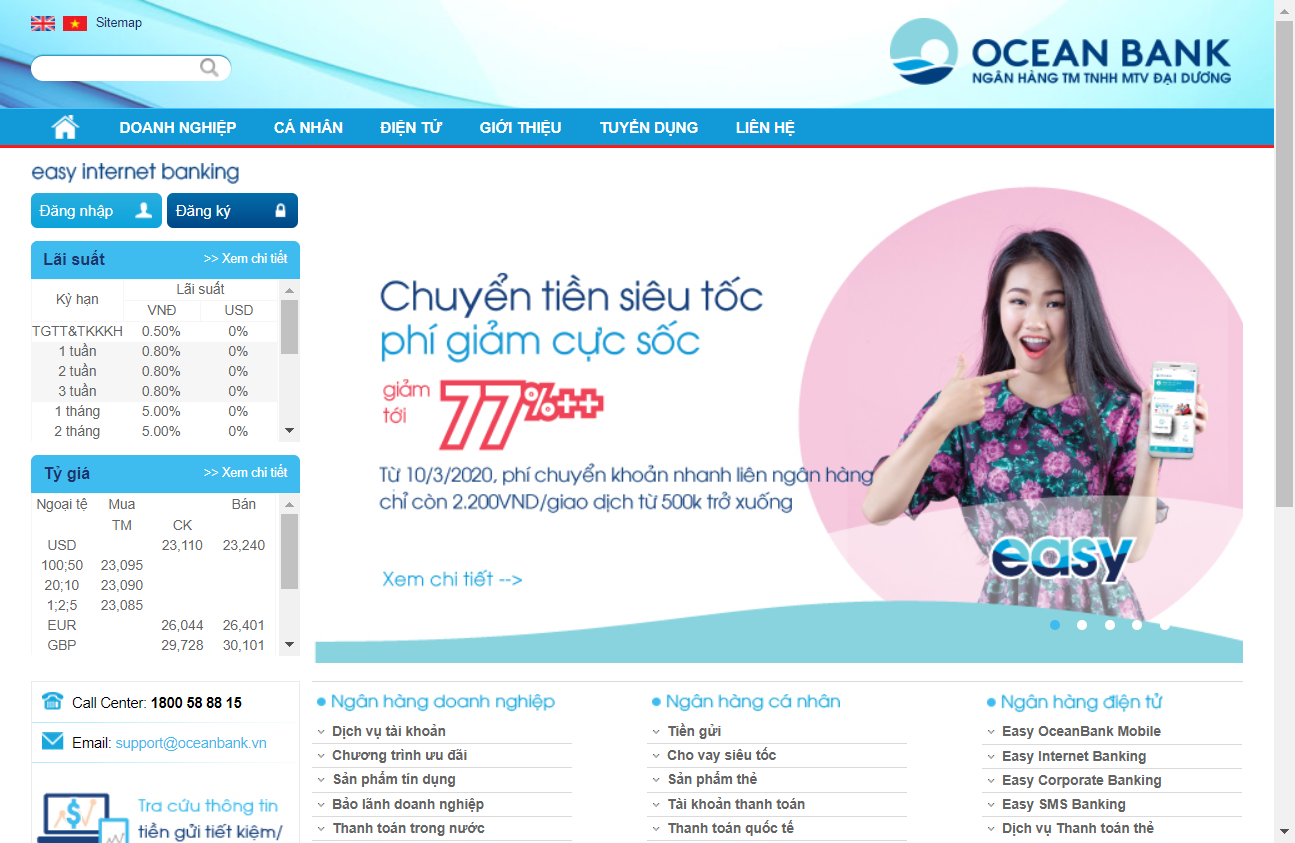 Sitemap
OCEAN BANK
NGÂN HÀNG TM TNHH MTV ĐẠI DƯƠNG
DOANH NGHIỆP CÁ NHÂN ĐIỆN TỬ GIỚI THIỆU TUYỂN DỤNG LIÊN HỆ
easy internet banking
Đăng nhập Đăng ký
Lãi suất >> Xem chi tiết
Kỳ hạn Lãi suất
VNĐ USD
TGTT&TKKKH 0.50% 0%
1 tuần 0.80% 0%
2 tuần 0.80% 0%
3 tuần 0.80% 0%
1 tháng 5.00% 0%
2 tháng 5.00% 0%
Tỷ giá >> Xem chi tiết
Ngoại tệ Mua Bán
TM CK
USD 23,110 23,240
100;50 23,095
20;10 23,090
1;2;5 23,085
EUR 26,044 26,401
GBP 29,728 30,101
Chuyển tiền siêu tốc
phí giảm cực sốc
giảm tới 77%++
Từ 10/3/2020, phí chuyển khoản nhanh liên ngân hàng
chỉ còn 2.200VND/giao dịch từ 500k trở xuống
Xem chi tiết -->
easy
Call Center: 1800 58 88 15
Email: support@oceanbank.vn
Tra cứu thông tin
tiền gửi tiết kiệm/
Ngân hàng doanh nghiệp
Dịch vụ tài khoản
Chương trình ưu đãi
Sản phẩm tín dụng
Bảo lãnh doanh nghiệp
Thanh toán trong nước
Ngân hàng cá nhân
Tiền gửi
Cho vay siêu tốc
Sản phẩm thẻ
Tài khoản thanh toán
Thanh toán quốc tế
Ngân hàng điện tử
Easy OceanBank Mobile
Easy Internet Banking
Easy Corporate Banking
Easy SMS Banking
Dịch vụ Thanh toán thẻ